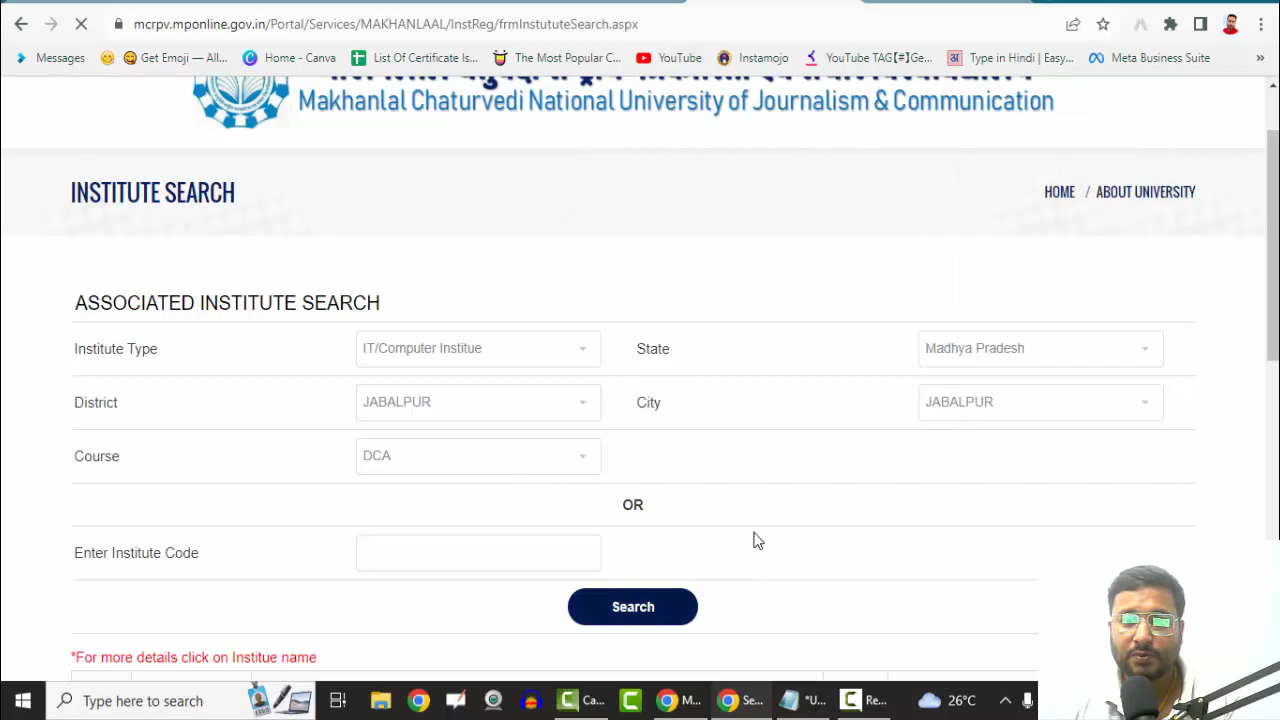 mcrpv.mponline.gov.in/Portal/Services/MAKHANLAAL/InstReg/frmInstututeSearch.aspx
Meesho
Get Emoji — All...
Home - Canva
List Of Certificate Is...
The Most Popular C...
YouTube
Instamojo
YouTube TAG【#】Ge...
Type in Hindi | Easy...
Meta Business Suite
»
Makhanlal Chaturvedi National University of Journalism & Communication
INSTITUTE SEARCH
HOME / ABOUT UNIVERSITY
ASSOCIATED INSTITUTE SEARCH
Institute Type IT/Computer Institue State Madhya Pradesh
District JABALPUR City JABALPUR
Course DCA
OR
Enter Institute Code
Search
*For more details click on Institue name
Type here to search
Ca...
M...
Se...
*U...
Re...
26°C